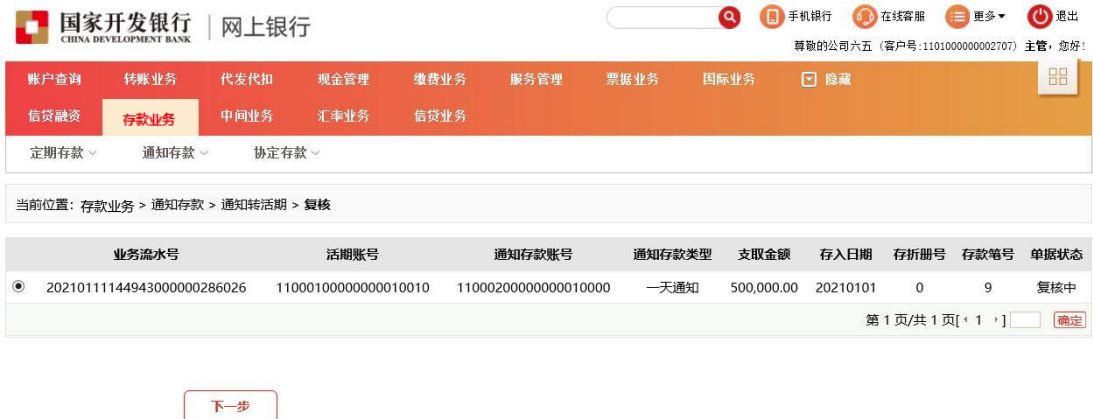 国家开发银行 网上银行 手机银行 在线客服 更多 退出
CHINA DEVELOPMENT BANK
尊敬的公司六五（客户号:1101000000002707）主管，您好!
账户查询 转账业务 代发代扣 现金管理 缴费业务 服务管理 票据业务 国际业务 隐藏
信贷融资 存款业务 中间业务 汇率业务 信贷业务
定期存款 通知存款 协定存款
当前位置：存款业务 > 通知存款 > 通知转活期 > 复核
业务流水号 活期账号 通知存款账号 通知存款类型 支取金额 存入日期 存折册号 存款笔号 单据状态
20210111144943000000286026 11000100000000010010 11000200000000010000 一天通知 500,000.00 20210101 0 9 复核中
第 1 页/共 1 页[ 1 ] 确定
下一步